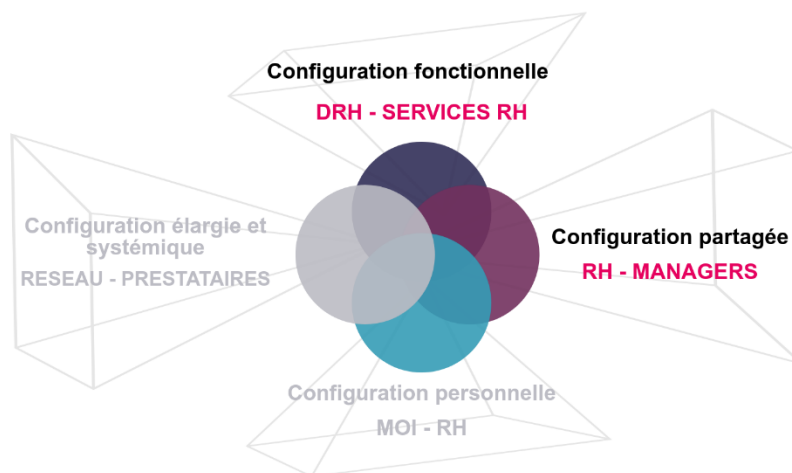 Configuration fonctionnelle
DRH - SERVICES RH
Configuration élargie et
systémique
RESEAU - PRESTATAIRES
Configuration partagée
RH - MANAGERS
Configuration personnelle
MOI - RH